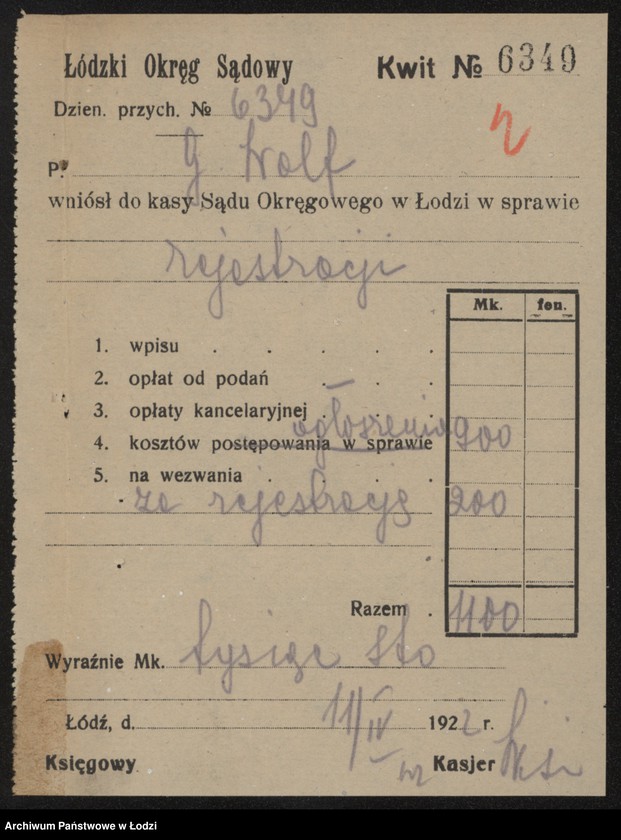 Łódzki Okręg Sądowy Kwit № 6349
Dzien. przych. № 6349
P. G Wolf
wniósł do kasy Sądu Okręgowego w Łodzi w sprawie
rejestracji
Mk. fen.
1. wpisu
2. opłat od podań
3. opłaty kancelaryjnej
ogłoszenia 900
4. kosztów postępowania w sprawie
5. na wezwania
za rejestrację 200
Razem 1100
Wyraźnie Mk. tysiąc sto
Łódź, d. 11/IV 1922 r.
Księgowy Kasjer
Archiwum Państwowe w Łodzi